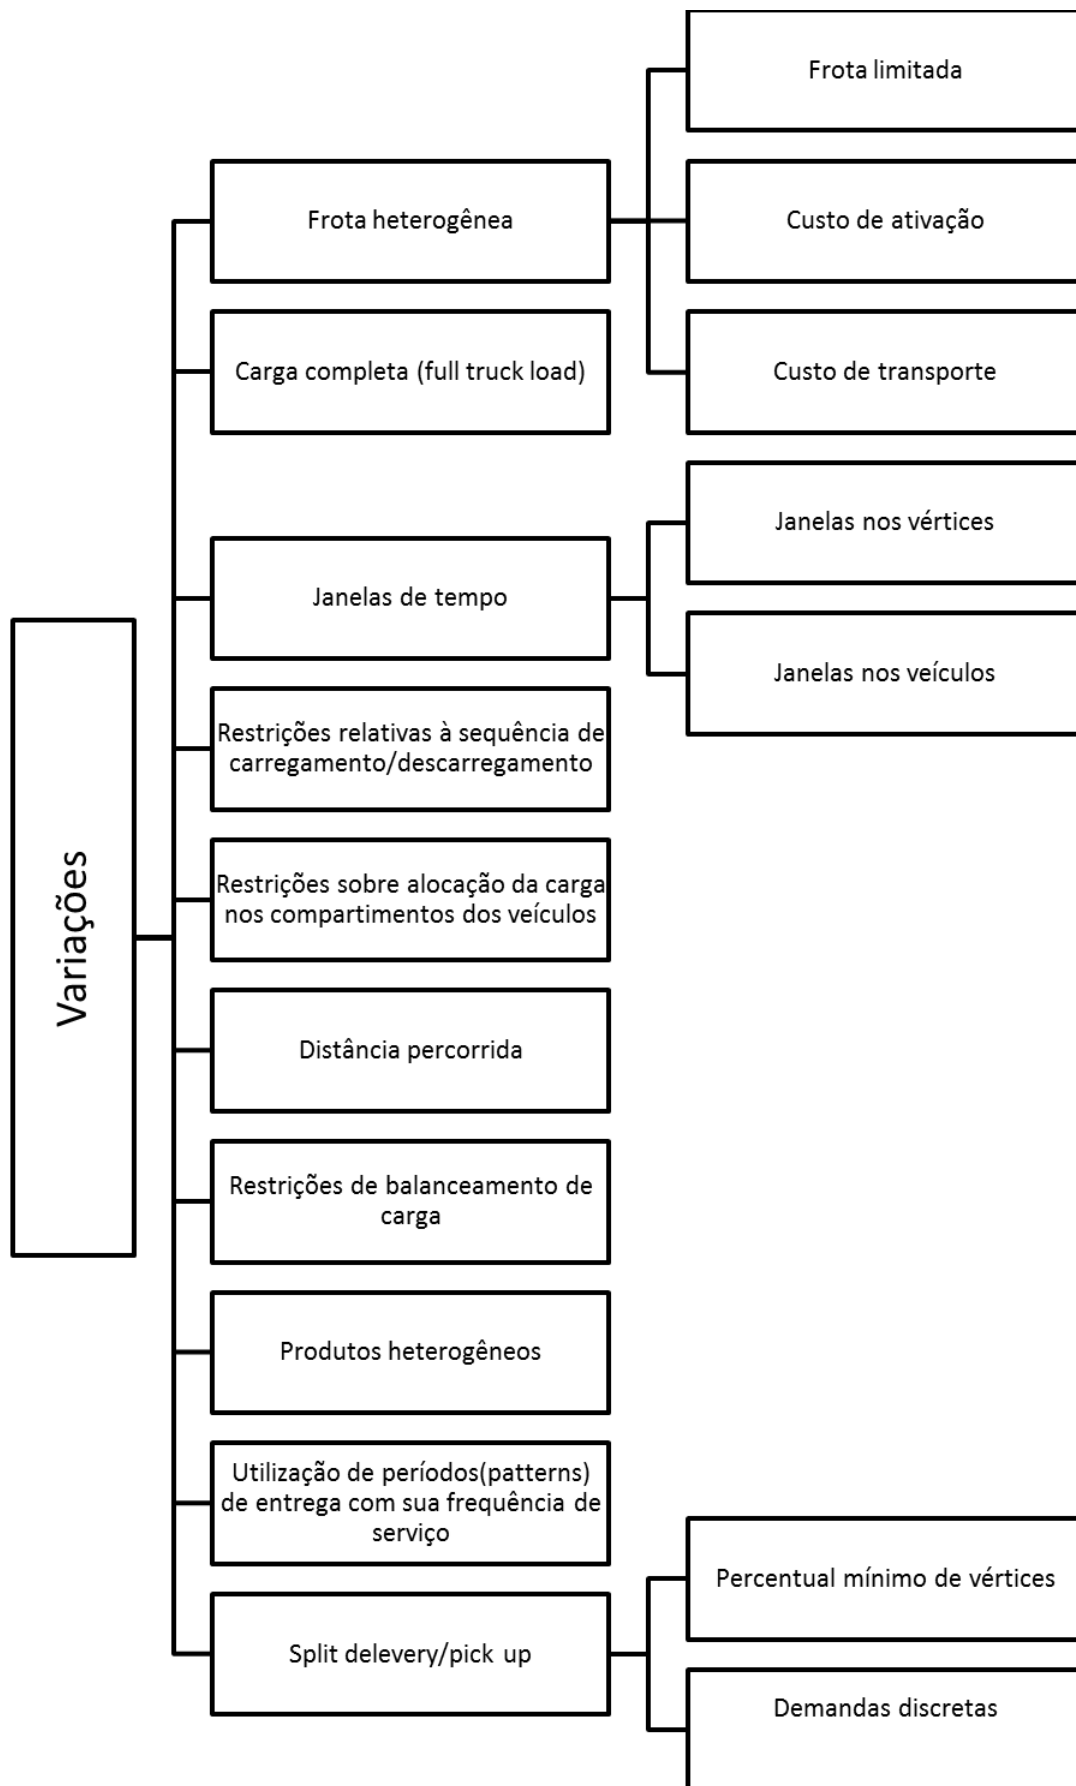 Variações
Frota heterogênea
Frota limitada
Custo de ativação
Custo de transporte
Carga completa (full truck load)
Janelas de tempo
Janelas nos vértices
Janelas nos veículos
Restrições relativas à sequência de
carregamento/descarregamento
Restrições sobre alocação da carga
nos compartimentos dos veículos
Distância percorrida
Restrições de balanceamento de
carga
Produtos heterogêneos
Utilização de períodos(patterns)
de entrega com sua frequência de
serviço
Split delevery/pick up
Percentual mínimo de vértices
Demandas discretas